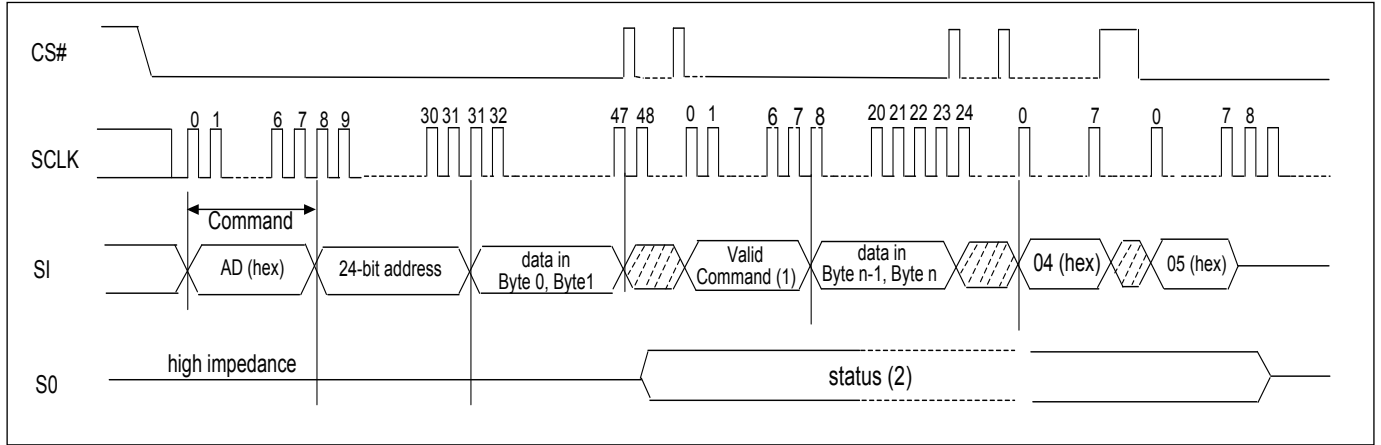 CS#
0 1 6 7 8 9 30 31 31 32 47 48 0 1 6 7 8 20 21 22 23 24 0 7 0 7 8
SCLK
Command
SI
AD (hex)
24-bit address
data in
Byte 0, Byte1
Valid
Command (1)
data in
Byte n-1, Byte n
04 (hex)
05 (hex)
high impedance
S0
status (2)